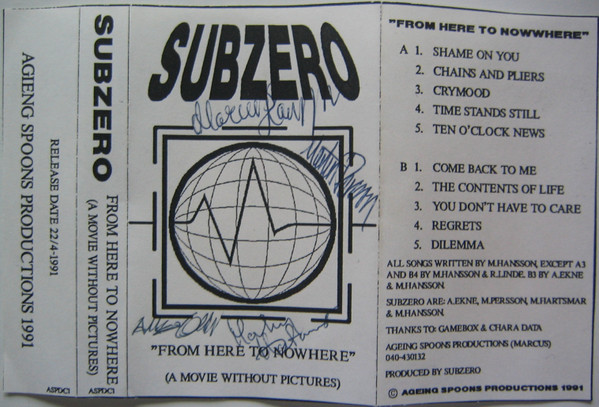 AGIENG SPOONS PRODUCTIONS 1991
RELEASE DATE 22/4-1991
ASPDC1
SUBZERO
FROM HERE TO NOWHERE
(A MOVIE WITHOUT PICTURES)
ASPDC1
SUBZERO
"FROM HERE TO NOWHERE"
(A MOVIE WITHOUT PICTURES)
"FROM HERE TO NOWWHERE"
A 1. SHAME ON YOU
2. CHAINS AND PLIERS
3. CRYMOOD
4. TIME STANDS STILL
5. TEN O'CLOCK NEWS
B 1. COME BACK TO ME
2. THE CONTENTS OF LIFE
3. YOU DON'T HAVE TO CARE
4. REGRETS
5. DILEMMA
ALL SONGS WRITTEN BY M.HANSSON, EXCEPT A3
AND B4 BY M.HANSSON & R.LINDE. B3 BY A.EKNE
& M.HANSSON.
SUBZERO ARE: A.EKNE, M.PERSSON, M.HARTSMAR
& M.HANSSON.
THANKS TO: GAMEBOX & CHARA DATA
AGEING SPOONS PRODUCTIONS (MARCUS)
040-430132
PRODUCED BY SUBZERO
© AGEING SPOONS PRODUCTIONS 1991